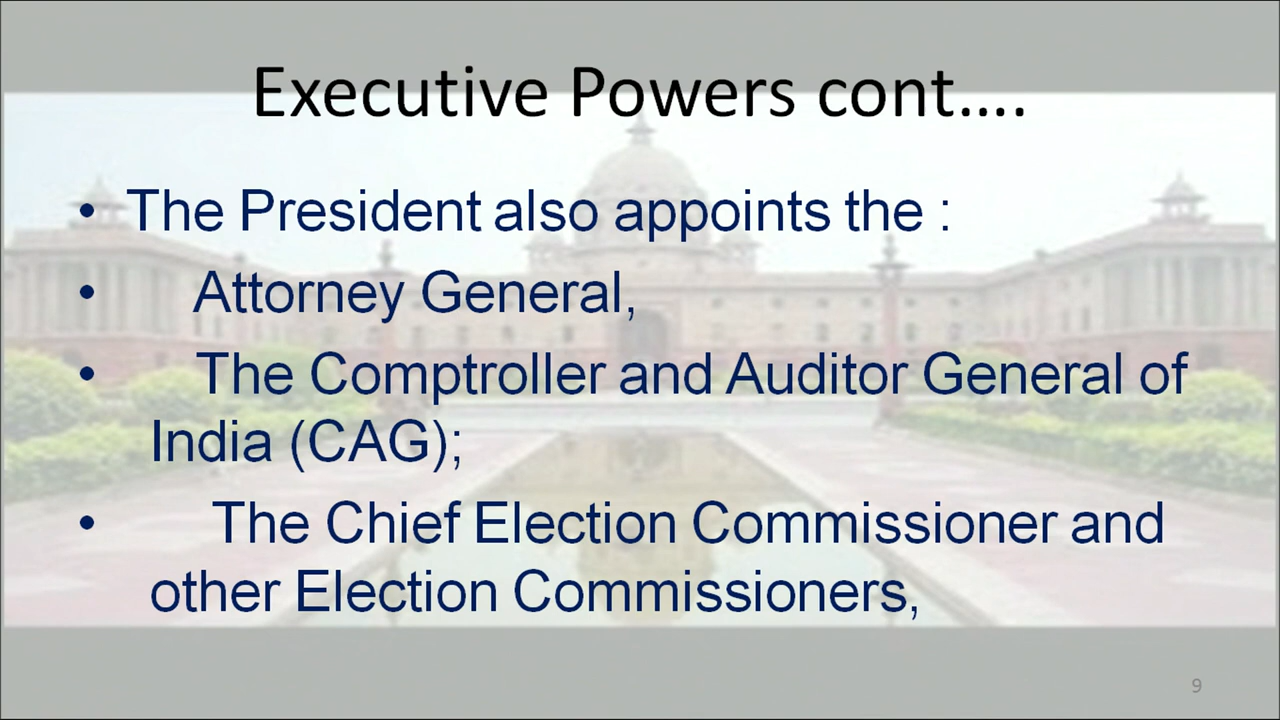 Executive Powers cont….
• The President also appoints the :
• Attorney General,
• The Comptroller and Auditor General of
India (CAG);
• The Chief Election Commissioner and
other Election Commissioners,
9